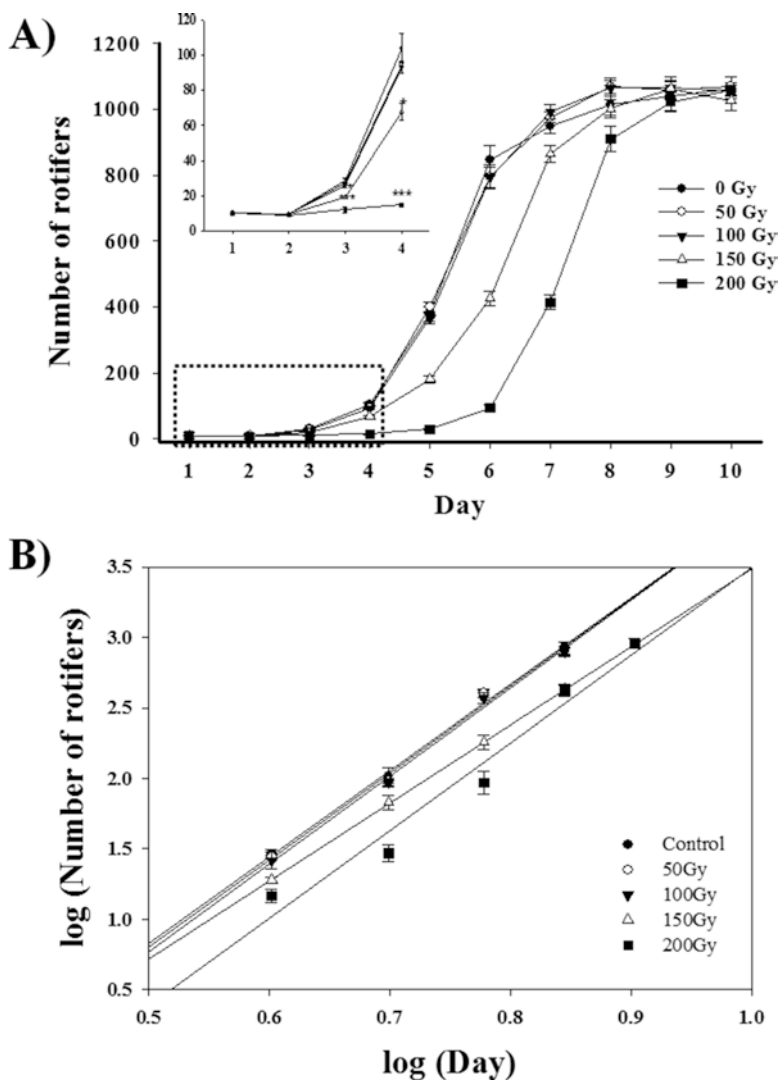 A)
120
100
80
60
40
20
0
1 2 3 4
*
***
***
1200
1000
800
600
400
200
0
Number of rotifers
0 Gy
50 Gy
100 Gy
150 Gy
200 Gy
1 2 3 4 5 6 7 8 9 10
Day
B)
3.5
3.0
2.5
2.0
1.5
1.0
0.5
log (Number of rotifers)
Control
50Gy
100Gy
150Gy
200Gy
0.5 0.6 0.7 0.8 0.9 1.0
log (Day)